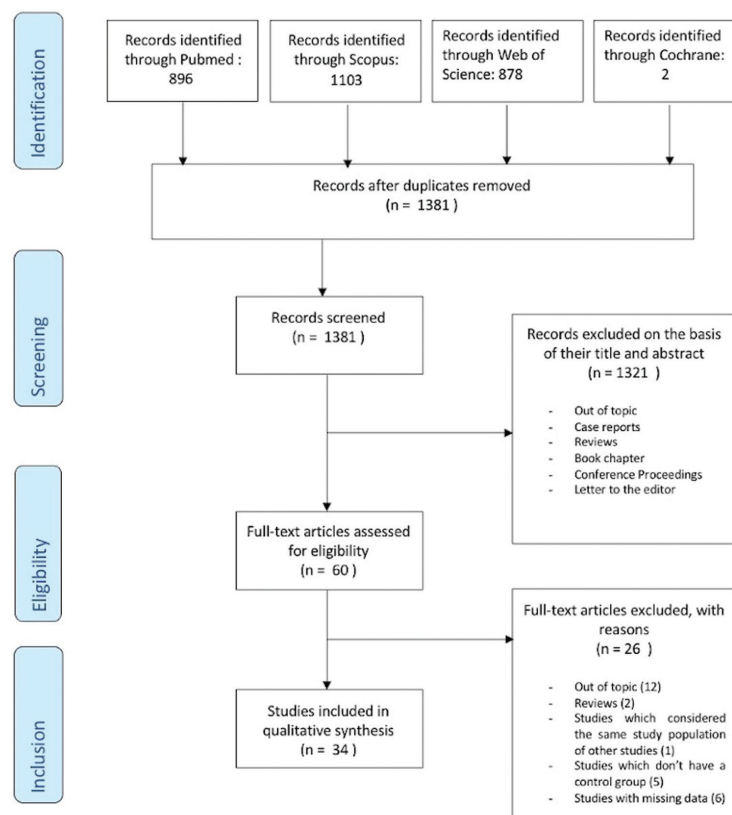 Identification
Records identified
through Pubmed :
896
Records identified
through Scopus:
1103
Records identified
through Web of
Science: 878
Records identified
through Cochrane:
2
Records after duplicates removed
(n = 1381 )
Screening
Records screened
(n = 1381)
Records excluded on the basis
of their title and abstract
(n = 1321 )
- Out of topic
- Case reports
- Reviews
- Book chapter
- Conference Proceedings
- Letter to the editor
Eligibility
Full-text articles assessed
for eligibility
(n = 60 )
Full-text articles excluded, with
reasons
(n = 26 )
- Out of topic (12)
- Reviews (2)
- Studies which considered
the same study population
of other studies (1)
- Studies which don't have a
control group (5)
- Studies with missing data (6)
Inclusion
Studies included in
qualitative synthesis
(n = 34 )